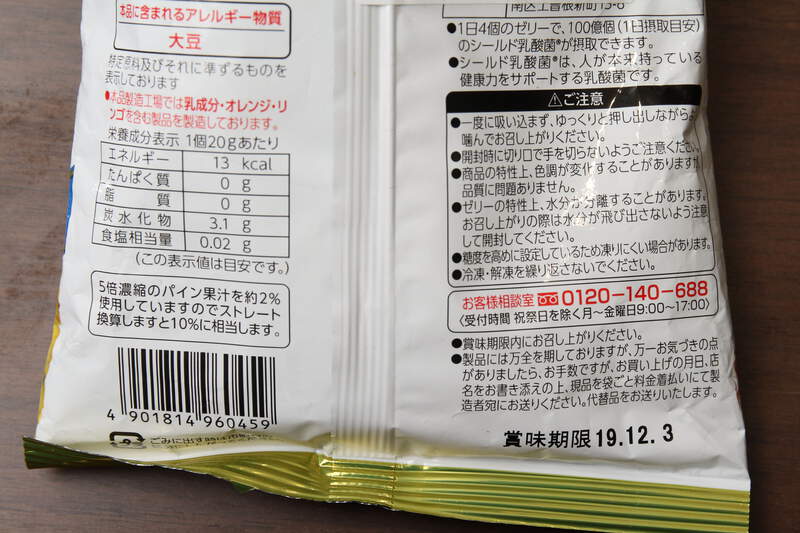 本品に含まれるアレルギー物質
大豆
特定原料及びそれに準ずるものを
表示しております
●本品製造工場では乳成分・オレンジ・リ
ンゴを含む製品を製造しております。
栄養成分表示 1個20gあたり
エネルギー 13 kcal
たんぱく質 0 g
脂質 0 g
炭水化物 3.1 g
食塩相当量 0.02 g
(この表示値は目安です。)
5倍濃縮のパイン果汁を約2%
使用していますのでストレート
換算しますと10%に相当します。
4 901814 960459
ごみに出す時は
南区上曽根新町13-8
●1日4個のゼリーで、100億個(1日摂取目安)
のシールド乳酸菌®が摂取できます。
●シールド乳酸菌®は、人が本来持っている
健康力をサポートする乳酸菌です。
⚠ご注意
●一度に吸い込まず、ゆっくりと押し出しながらよく
噛んでお召し上がりください。
●開封時に切り口で手を切らないようご注意ください。
●商品の特性上、色調が変化することがありますが
品質に問題ありません。
●ゼリーの特性上、水分が分離することがあります。
お召し上がりの際は水分が飛び出さないよう注意
して開封してください。
●糖度を高めに設定しているため凍りにくい場合があります。
●冷凍・解凍を繰り返さないでください。
お客様相談室 0120-140-688
〈受付時間 祝祭日を除く月〜金曜日9:00〜17:00〉
●賞味期限内にお召し上がりください。
●製品には万全を期しておりますが、万一お気づきの点
がありましたら、お手数ですが、お買い上げの月日、店
名をお書き添えの上、現品を袋ごと料金着払いにて製
造者宛にお送りください。代替品をお送りいたします。
賞味期限 19.12.3